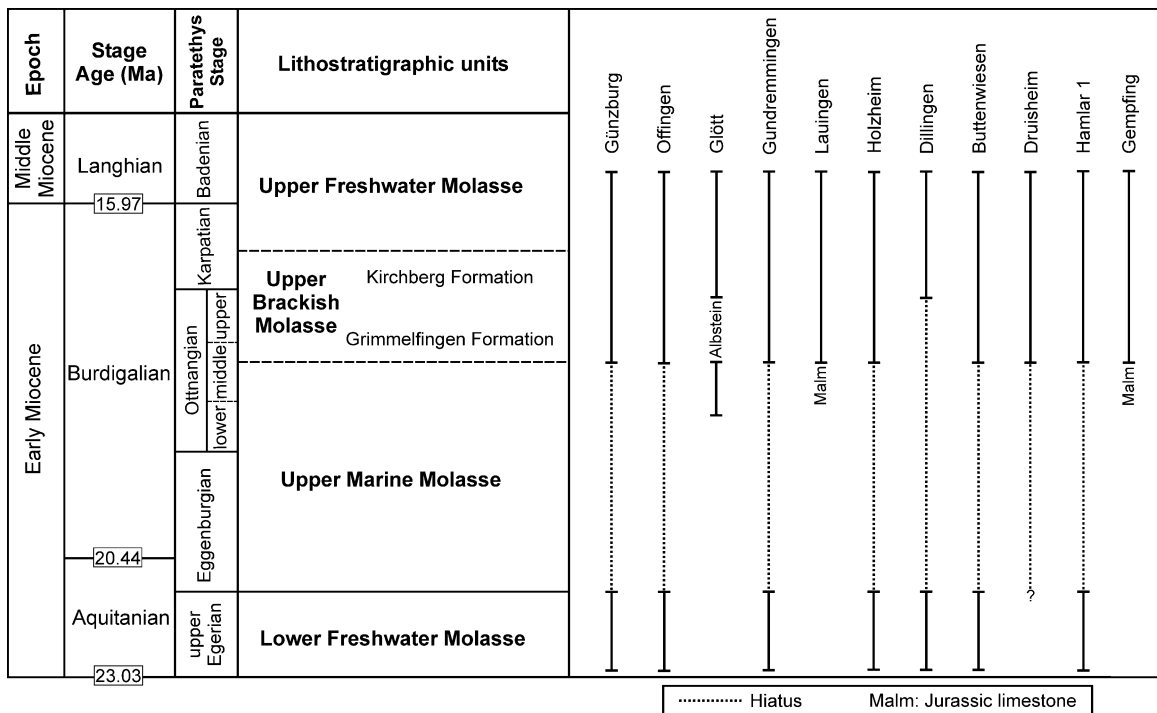 Epoch
Stage
Age (Ma)
Paratethys
Stage
Lithostratigraphic units
Günzburg
Offingen
Glött
Gundremmingen
Lauingen
Holzheim
Dillingen
Buttenwiesen
Druisheim
Hamlar 1
Gempfing
Middle
Miocene
Langhian
Badenian
Upper Freshwater Molasse
15.97
Early Miocene
Burdigalian
Karpatian
Upper
Brackish
Molasse
Kirchberg Formation
Grimmelfingen Formation
Ottnangian
upper
middle
lower
Albstein
Malm
Malm
Upper Marine Molasse
Eggenburgian
20.44
Aquitanian
upper
Egerian
Lower Freshwater Molasse
?
23.03
Hiatus
Malm: Jurassic limestone